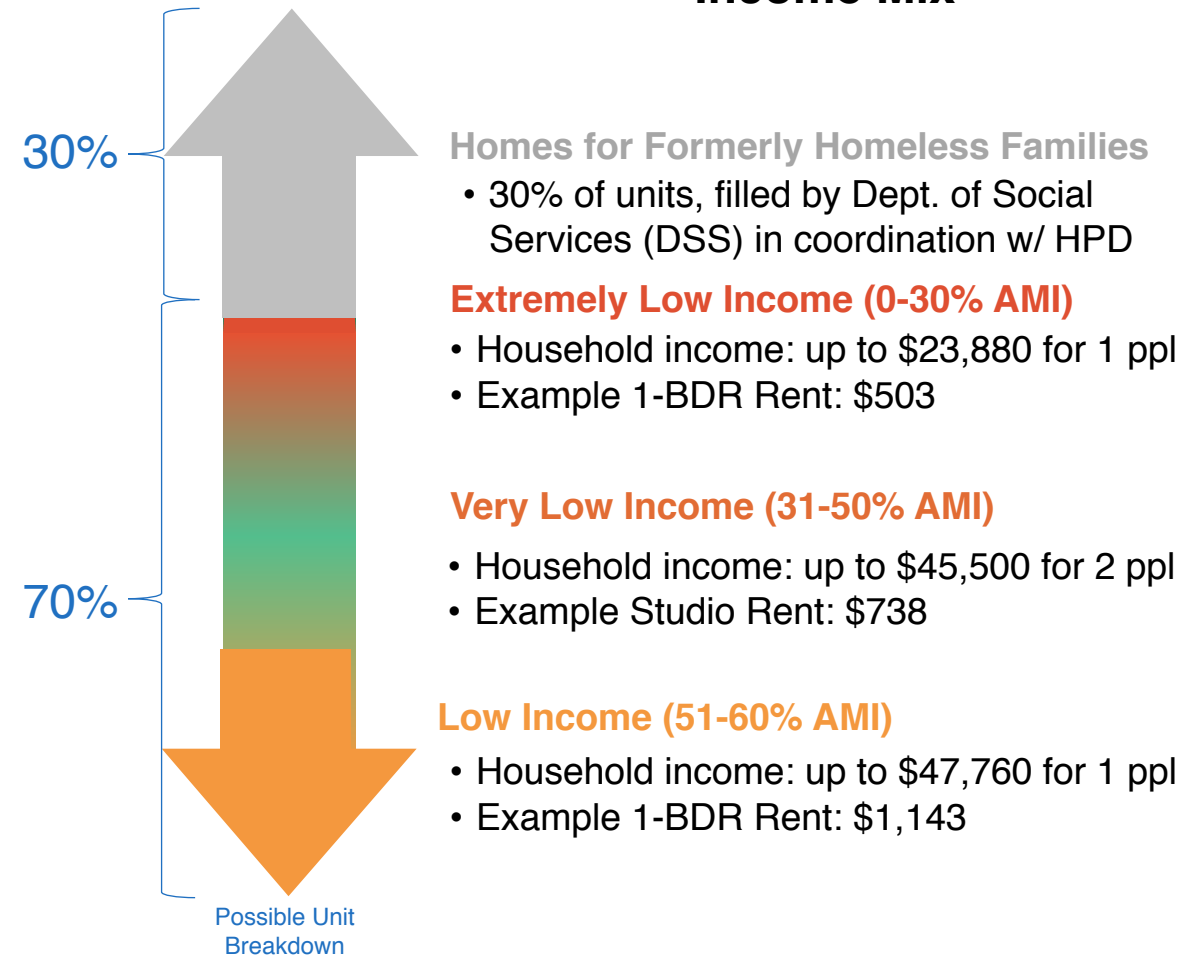 Income Mix
30%
Homes for Formerly Homeless Families
• 30% of units, filled by Dept. of Social
Services (DSS) in coordination w/ HPD
Extremely Low Income (0-30% AMI)
• Household income: up to $23,880 for 1 ppl
• Example 1-BDR Rent: $503
Very Low Income (31-50% AMI)
• Household income: up to $45,500 for 2 ppl
• Example Studio Rent: $738
70%
Low Income (51-60% AMI)
• Household income: up to $47,760 for 1 ppl
• Example 1-BDR Rent: $1,143
Possible Unit
Breakdown